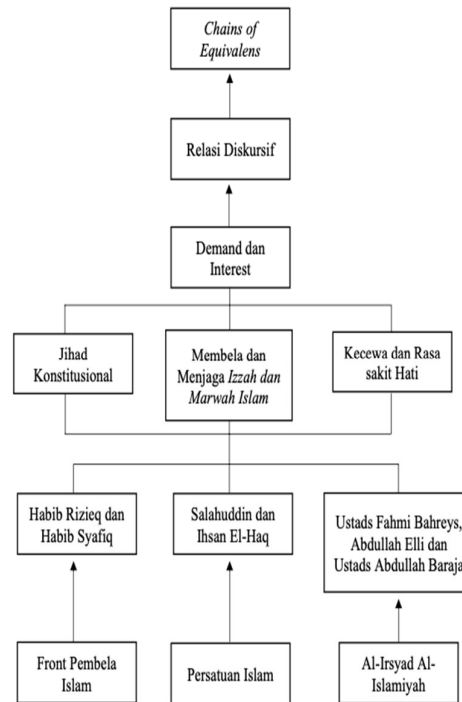 Chains of
Equivalens
Relasi Diskursif
Demand dan
Interest
Jihad
Konstitusional
Membela dan
Menjaga Izzah dan
Marwah Islam
Kecewa dan Rasa
sakit Hati
Habib Rizieq dan
Habib Syafiq
Salahuddin dan
Ihsan El-Haq
Ustads Fahmi Bahreys,
Abdullah Elli dan
Ustads Abdullah Baraja
Front Pembela
Islam
Persatuan Islam
Al-Irsyad Al-
Islamiyah